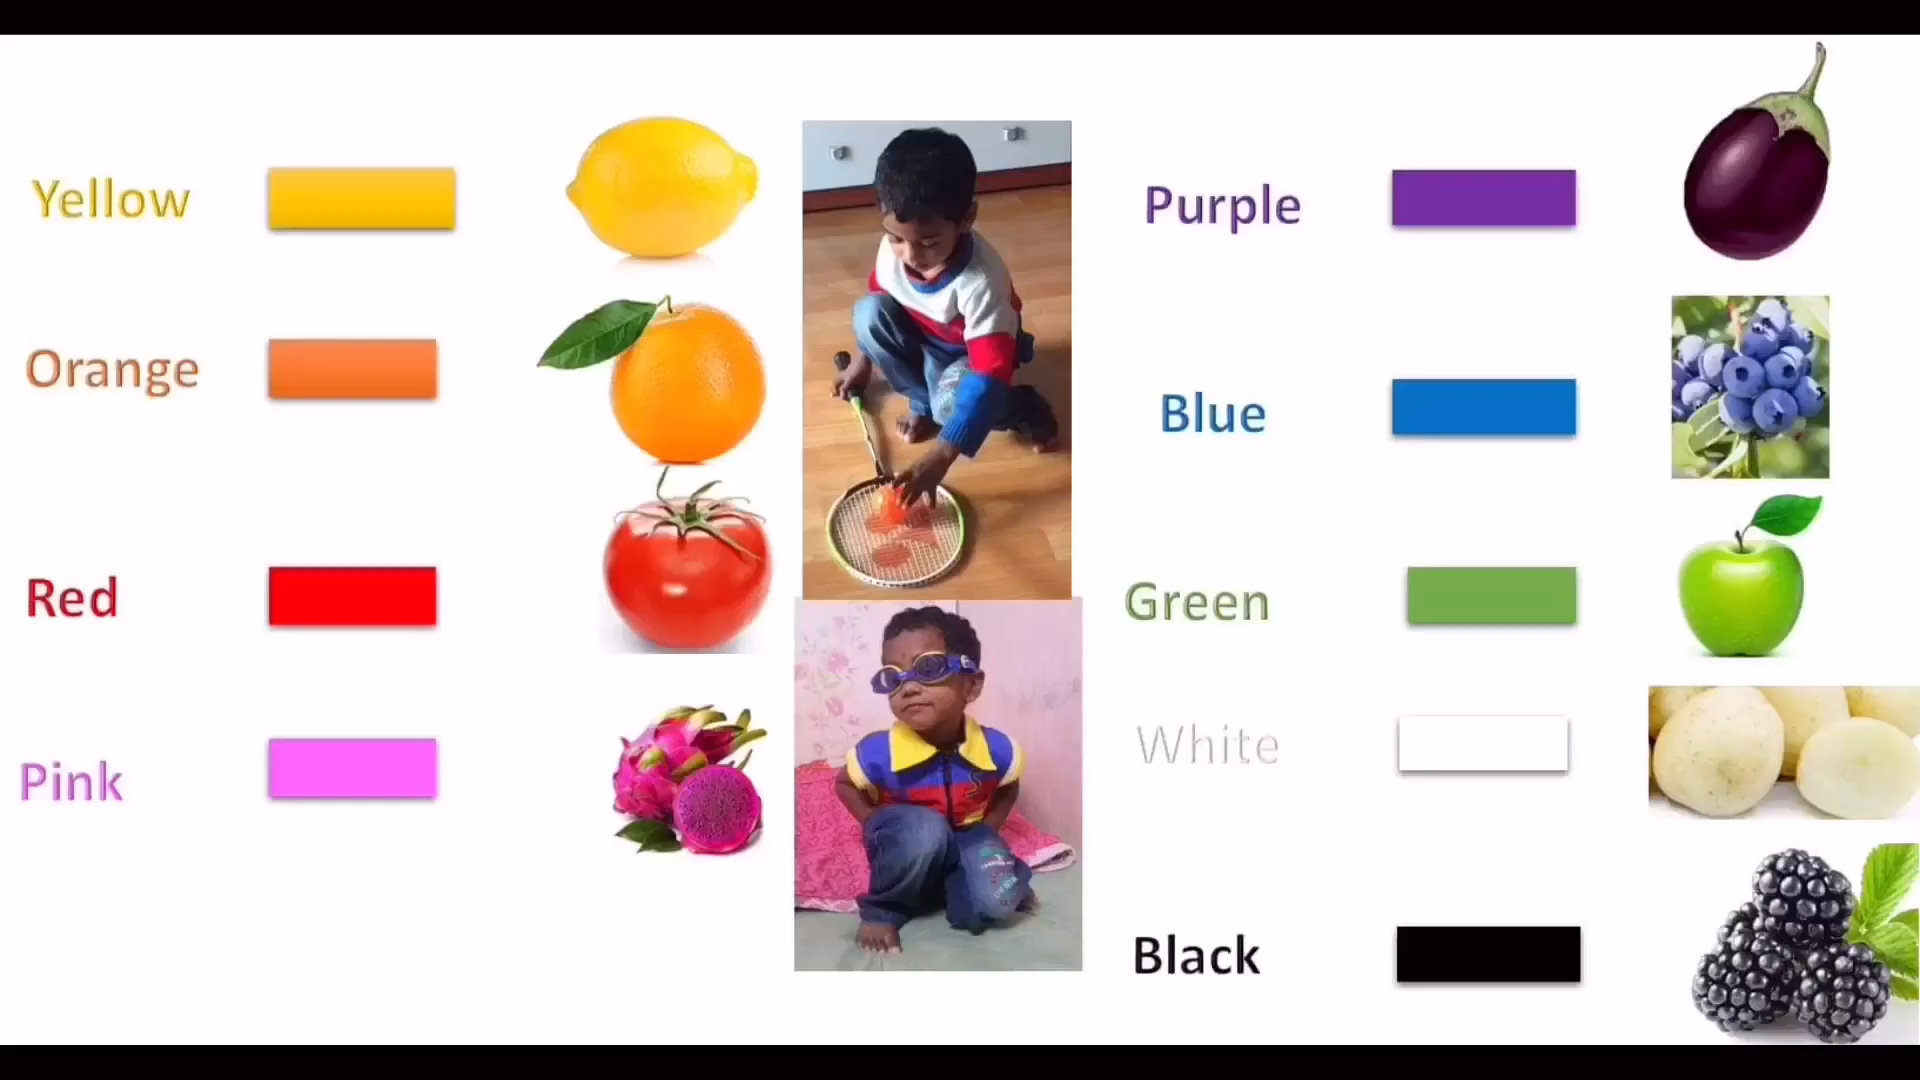 Yellow
Orange
Red
Pink
Purple
Blue
Green
White
Black